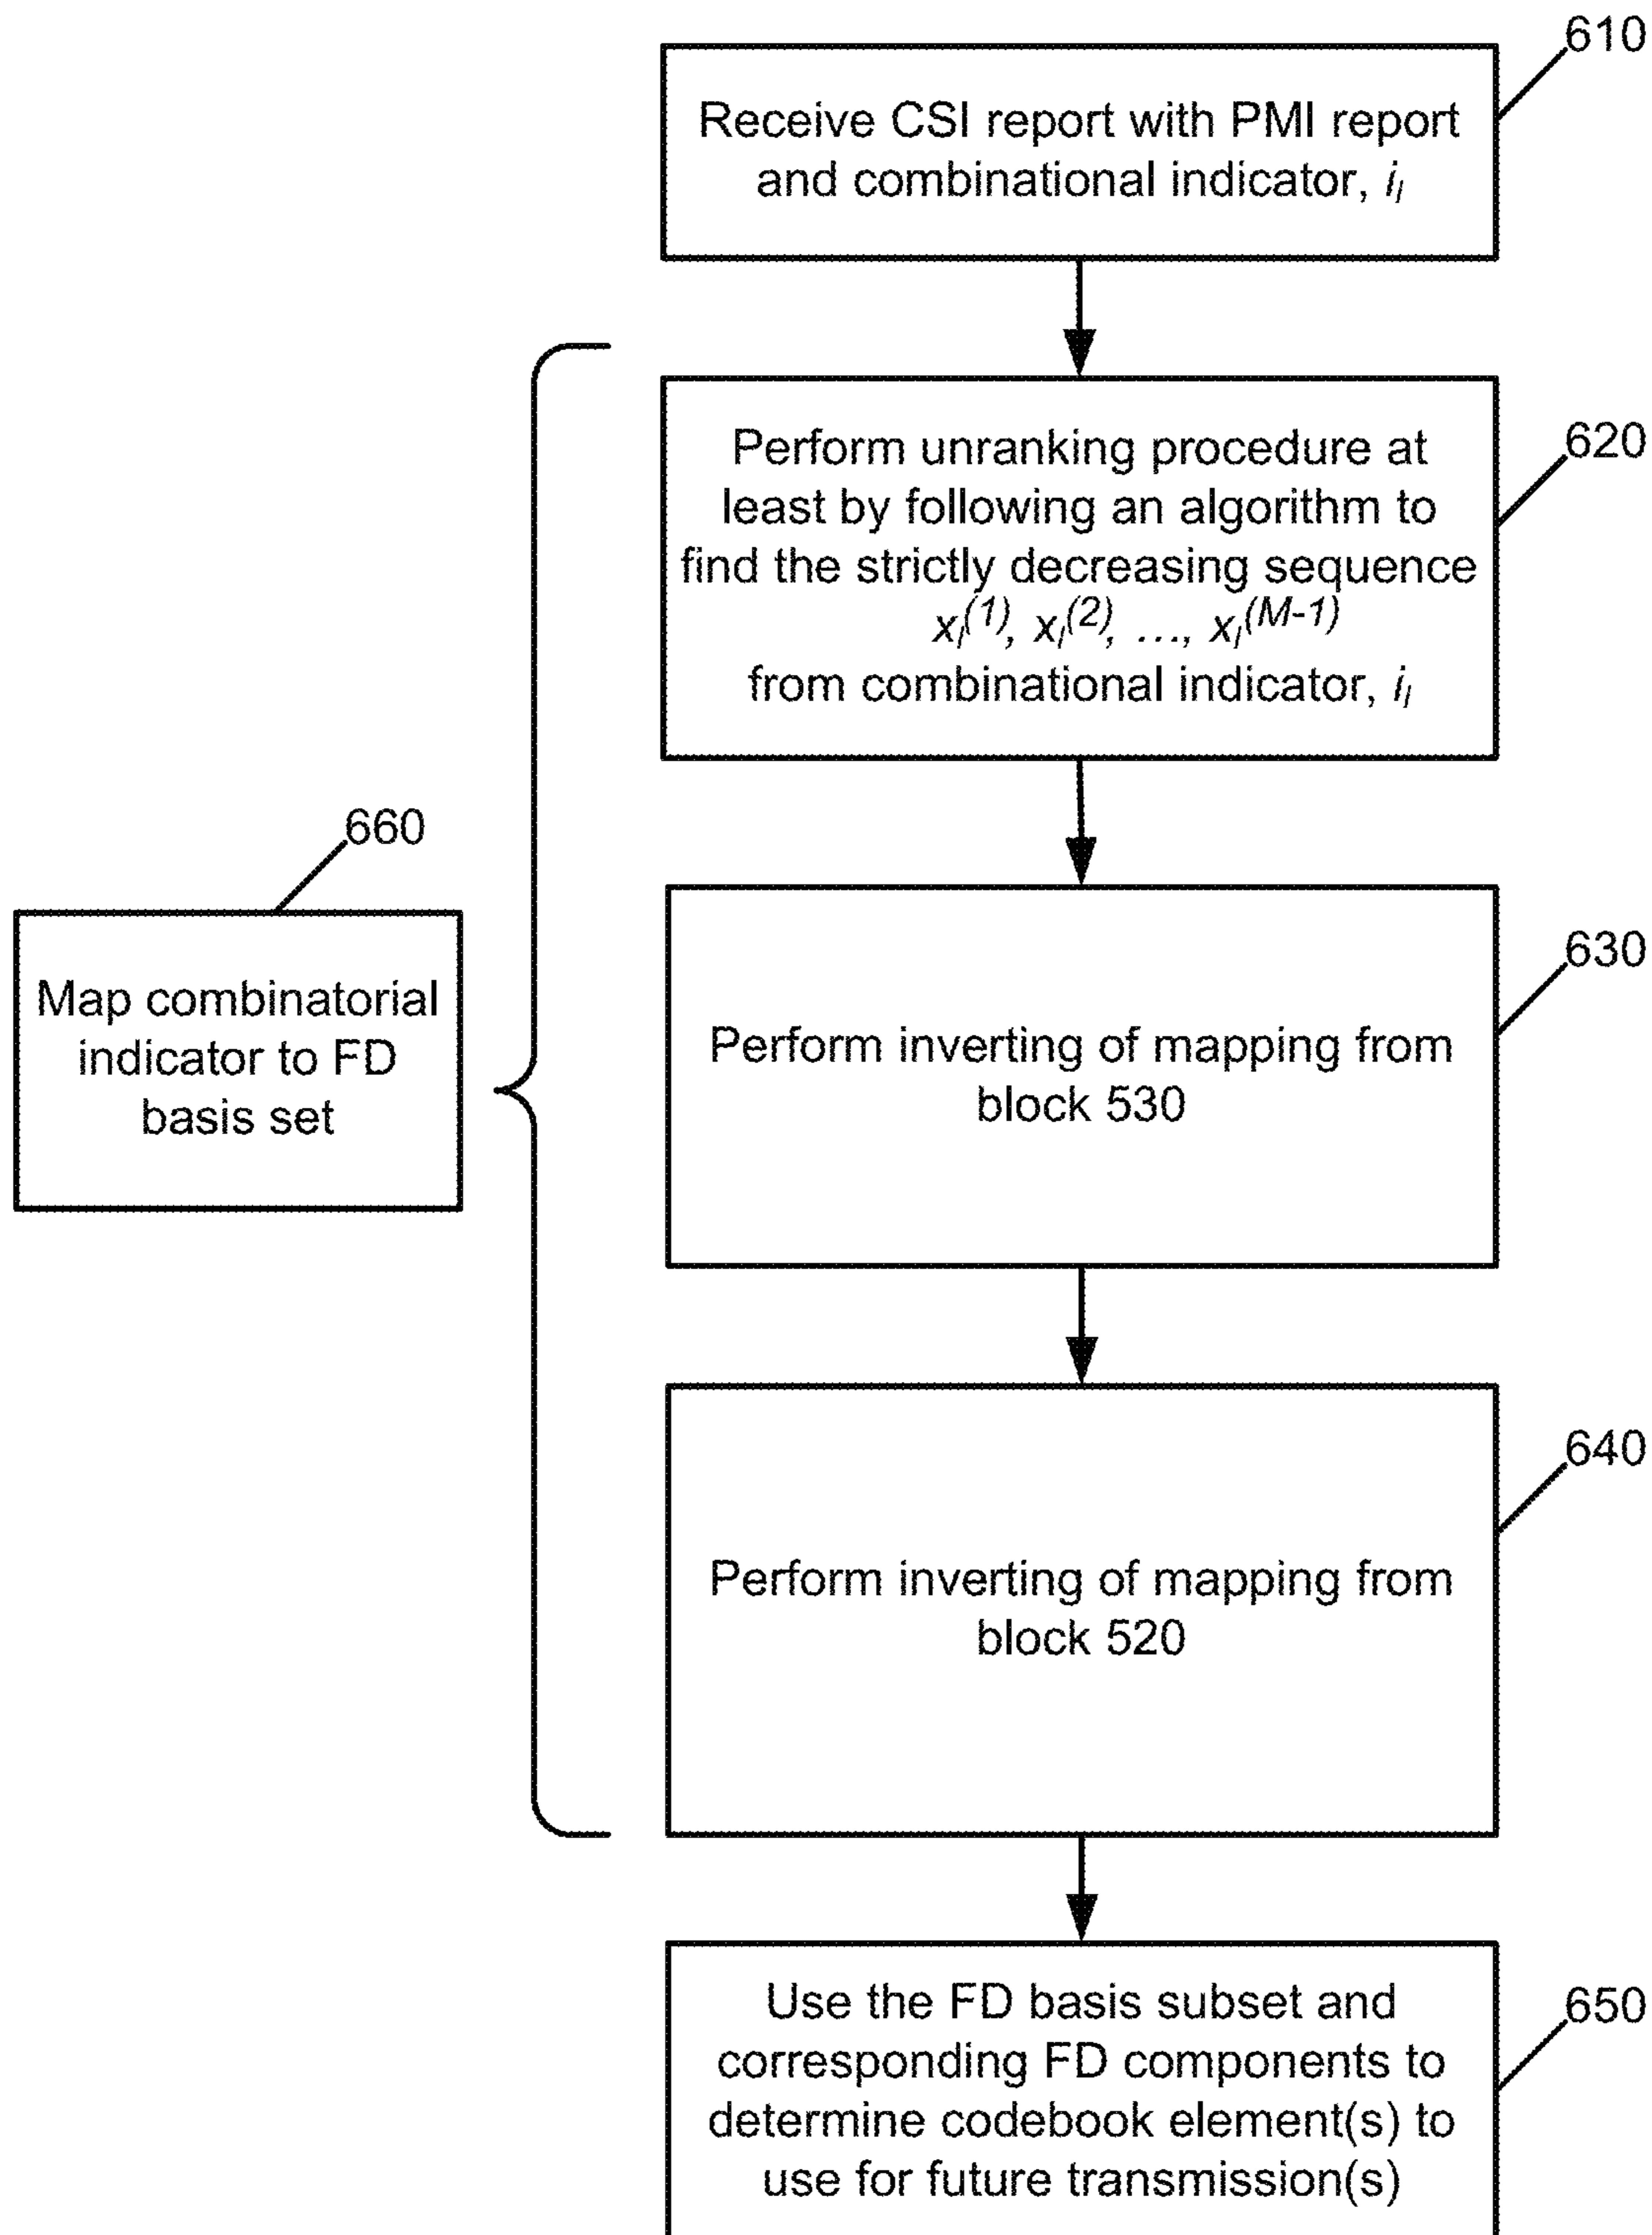 610
Receive CSI report with PMI report
and combinational indicator, i_l
620
Perform unranking procedure at
least by following an algorithm to
find the strictly decreasing sequence
x_l^(1), x_l^(2), ..., x_l^(M-1)
from combinational indicator, i_l
660
Map combinatorial
indicator to FD
basis set
630
Perform inverting of mapping from
block 530
640
Perform inverting of mapping from
block 520
650
Use the FD basis subset and
corresponding FD components to
determine codebook element(s) to
use for future transmission(s)